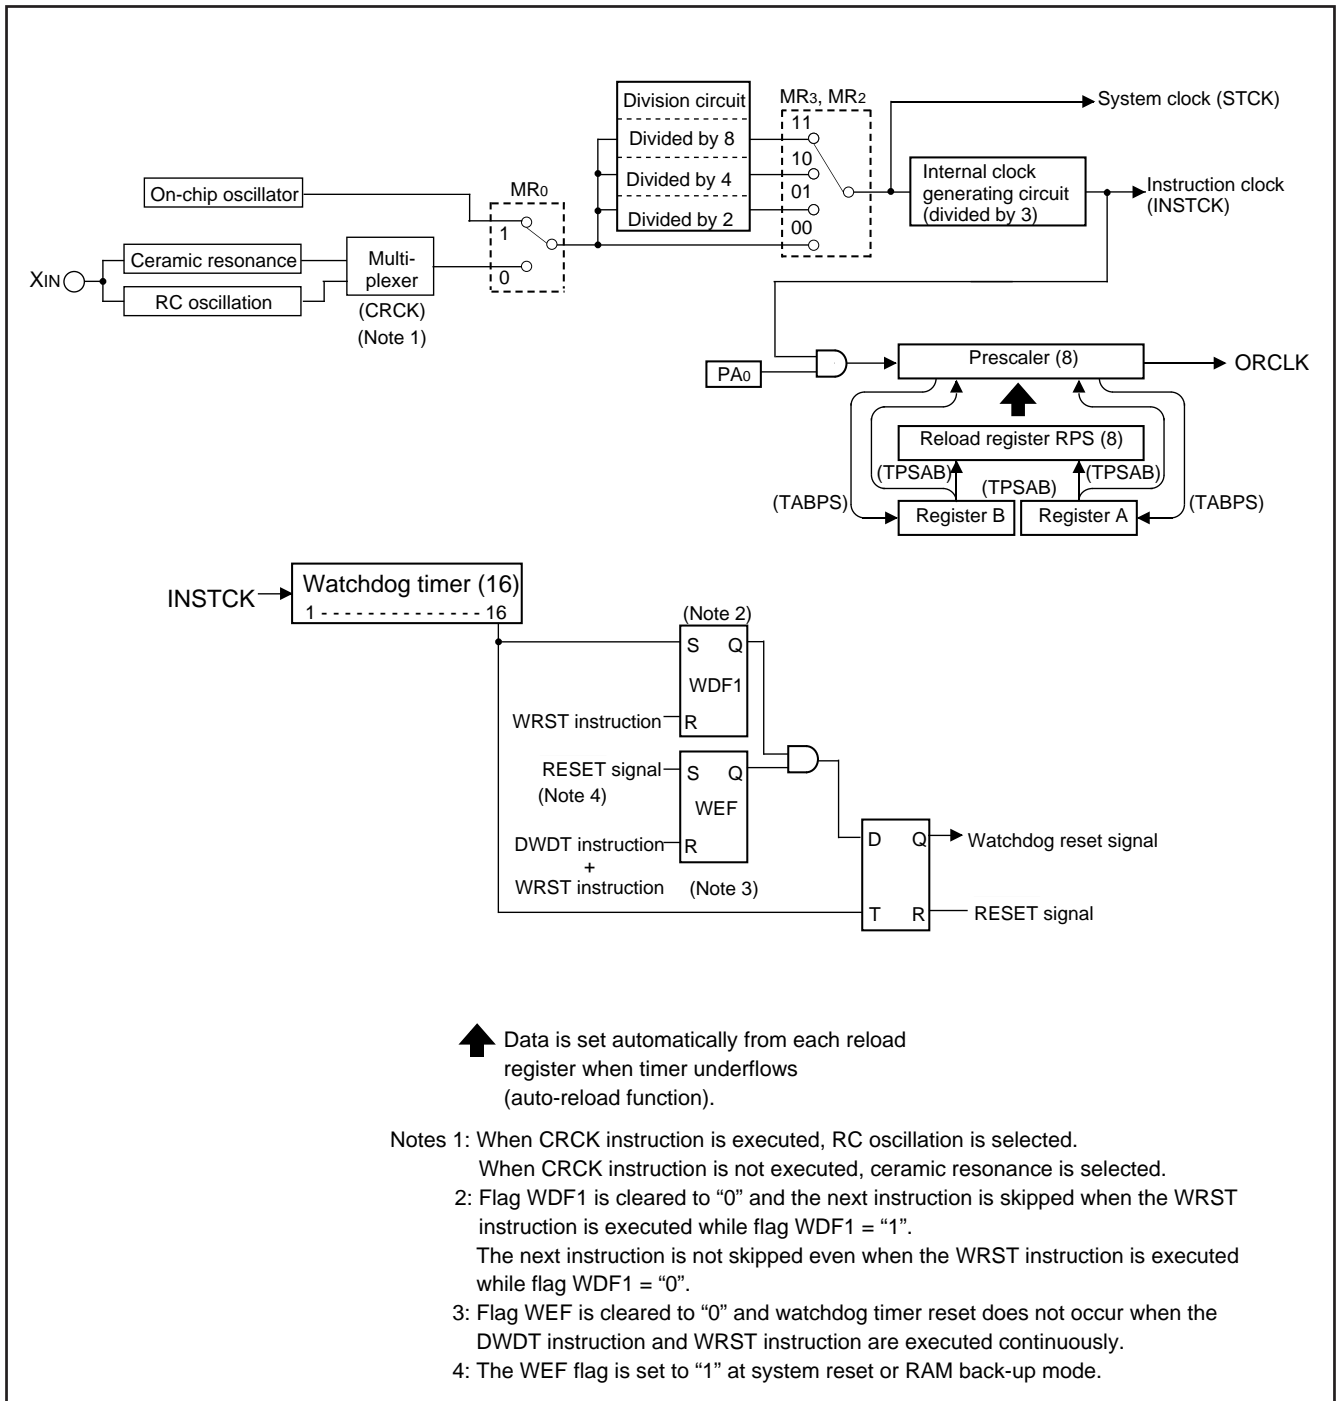 Division circuit
Divided by 8
Divided by 4
Divided by 2
MR3, MR2
11
10
01
00
System clock (STCK)
Internal clock
generating circuit
(divided by 3)
Instruction clock
(INSTCK)
On-chip oscillator
MR0
1
0
XIN
Ceramic resonance
RC oscillation
Multi-
plexer
(CRCK)
(Note 1)
PA0
Prescaler (8)
ORCLK
Reload register RPS (8)
(TPSAB)
(TPSAB)
(TPSAB)
(TABPS)
Register B
Register A
(TABPS)
INSTCK
Watchdog timer (16)
1 - - - - - - - - - - - - - - 16
(Note 2)
S Q
WDF1
WRST instruction
R
RESET signal
(Note 4)
S Q
WEF
DWDT instruction
+
WRST instruction
R
(Note 3)
D Q
Watchdog reset signal
T R
RESET signal
Data is set automatically from each reload
register when timer underflows
(auto-reload function).
Notes 1: When CRCK instruction is executed, RC oscillation is selected.
When CRCK instruction is not executed, ceramic resonance is selected.
2: Flag WDF1 is cleared to “0” and the next instruction is skipped when the WRST
instruction is executed while flag WDF1 = “1”.
The next instruction is not skipped even when the WRST instruction is executed
while flag WDF1 = “0”.
3: Flag WEF is cleared to “0” and watchdog timer reset does not occur when the
DWDT instruction and WRST instruction are executed continuously.
4: The WEF flag is set to “1” at system reset or RAM back-up mode.